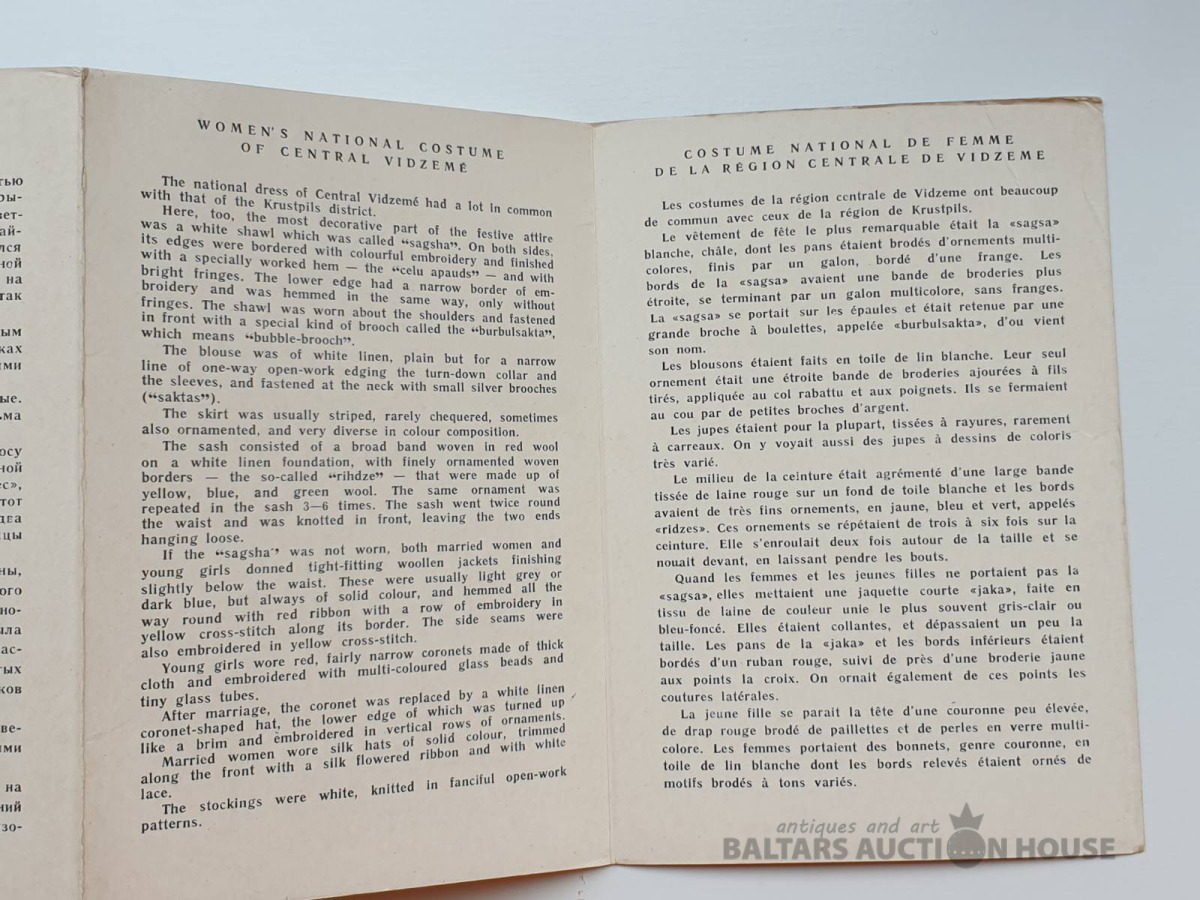 тью
ры-
вет-
ай-
лся
ной
на
так
ым
ках
ими
ые.
ьма
осу
ной
ес»,
тот
два
цы
ны,
ого
но-
ыла
ас-
тых
ков
ве-
ими
на
ний
узо-
WOMEN'S NATIONAL COSTUME
OF CENTRAL VIDZEMÉ
The national dress of Central Vidzemé had a lot in common
with that of the Krustpils district.
Here, too, the most decorative part of the festive attire
was a white shawl which was called “sagsha”. On both sides,
its edges were bordered with colourful embroidery and finished
with a specially worked hem — the “celu apauds” — and with
bright fringes. The lower edge had a narrow border of em-
broidery and was hemmed in the same way, only without
fringes. The shawl was worn about the shoulders and fastened
in front with a special kind of brooch called the “burbulsakta”,
which means “bubble-brooch”.
The blouse was of white linen, plain but for a narrow
line of one-way open-work edging the turn-down collar and
the sleeves, and fastened at the neck with small silver brooches
(“saktas”).
The skirt was usually striped, rarely chequered, sometimes
also ornamented, and very diverse in colour composition.
The sash consisted of a broad band woven in red wool
on a white linen foundation, with finely ornamented woven
borders — the so-called “rihdze” — that were made up of
yellow, blue, and green wool. The same ornament was
repeated in the sash 3—6 times. The sash went twice round
the waist and was knotted in front, leaving the two ends
hanging loose.
If the “sagsha” was not worn, both married women and
young girls donned tight-fitting woollen jackets finishing
slightly below the waist. These were usually light grey or
dark blue, but always of solid colour, and hemmed all the
way round with red ribbon with a row of embroidery in
yellow cross-stitch along its border. The side seams were
also embroidered in yellow cross-stitch.
Young girls wore red, fairly narrow coronets made of thick
cloth and embroidered with multi-coloured glass beads and
tiny glass tubes.
After marriage, the coronet was replaced by a white linen
coronet-shaped hat, the lower edge of which was turned up
like a brim and embroidered in vertical rows of ornaments.
Married women wore silk hats of solid colour, trimmed
along the front with a silk flowered ribbon and with white
lace.
The stockings were white, knitted in fanciful open-work
patterns.
COSTUME NATIONAL DE FEMME
DE LA RÉGION CENTRALE DE VIDZEME
Les costumes de la région centrale de Vidzeme ont beaucoup
de commun avec ceux de la région de Krustpils.
Le vêtement de fête le plus remarquable était la «sagsa»
blanche, châle, dont les pans étaient brodés d'ornements multi-
colores, finis par un galon, bordé d'une frange. Les
bords de la «sagsa» avaient une bande de broderies plus
étroite, se terminant par un galon multicolore, sans franges.
La «sagsa» se portait sur les épaules et était retenue par une
grande broche à boulettes, appelée «burbulsakta», d'ou vient
son nom.
Les blousons étaient faits en toile de lin blanche. Leur seul
ornement était une étroite bande de broderies ajourées à fils
tirés, appliquée au col rabattu et aux poignets. Ils se fermaient
au cou par de petites broches d'argent.
Les jupes étaient pour la plupart, tissées à rayures, rarement
à carreaux. On y voyait aussi des jupes à dessins de coloris
très varié.
Le milieu de la ceinture était agrémenté d'une large bande
tissée de laine rouge sur un fond de toile blanche et les bords
avaient de très fins ornements, en jaune, bleu et vert, appelés
«ridzes». Ces ornements se répétaient de trois à six fois sur la
ceinture. Elle s'enroulait deux fois autour de la taille et se
nouait devant, en laissant pendre les bouts.
Quand les femmes et les jeunes filles ne portaient pas la
«sagsa», elles mettaient une jaquette courte «jaka», faite en
tissu de laine de couleur unie le plus souvent gris-clair ou
bleu-foncé. Elles étaient collantes, et dépassaient un peu la
taille. Les pans de la «jaka» et les bords inférieurs étaient
bordés d'un ruban rouge, suivi de près d'une broderie jaune
aux points la croix. On ornait également de ces points les
coutures latérales.
La jeune fille se parait la tête d'une couronne peu élevée,
de drap rouge brodé de paillettes et de perles en verre multi-
colore. Les femmes portaient des bonnets, genre couronne, en
toile de lin blanche dont les bords relevés étaient ornés de
motifs brodés à tons variés.
antiques and art
BALTARS AUCTION HOUSE